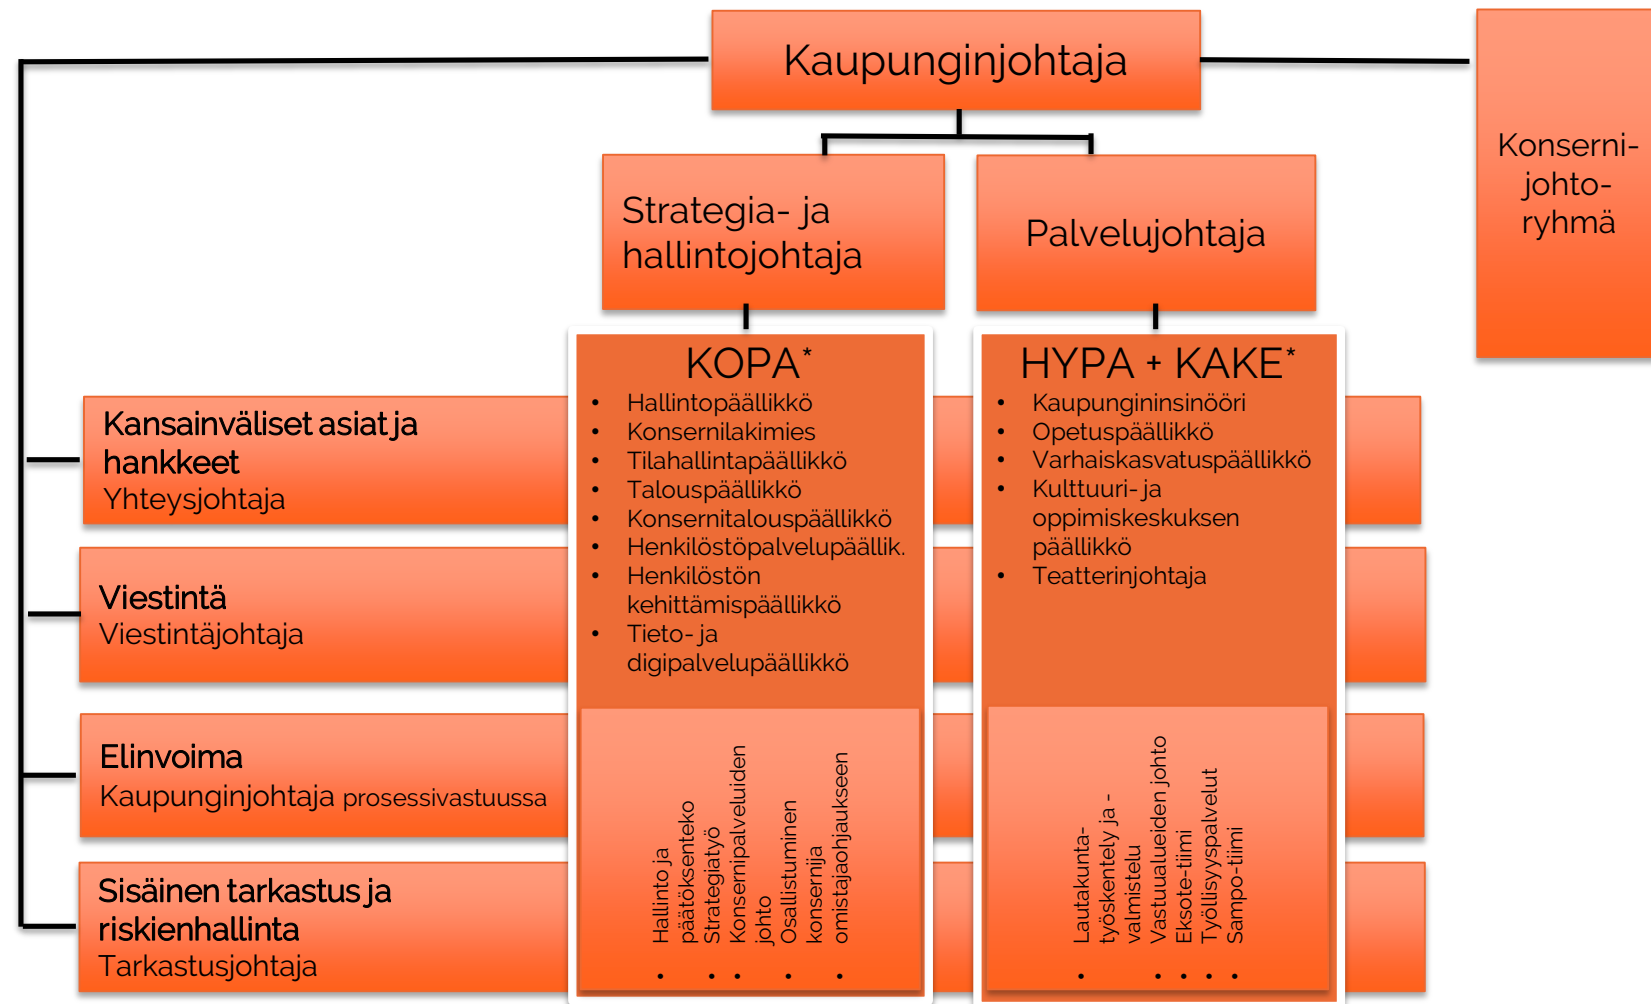 Kaupunginjohtaja
Konserni-
johto-
ryhmä
Strategia- ja
hallintojohtaja
Palvelujohtaja
KOPA*
• Hallintopäällikkö
• Konsernilakimies
• Tilahallintapäällikkö
• Talouspäällikkö
• Konsernitalouspäällikkö
• Henkilöstöpalvelupäällik.
• Henkilöstön
kehittämispäällikkö
• Tieto- ja
digipalvelupäällikkö
• Hallinto ja
päätöksenteko
• Strategiatyö
• Konsernipalveluiden
johto
• Osallistuminen
konsernija
omistajaohjaukseen
HYPA + KAKE*
• Kaupungininsinööri
• Opetuspäällikkö
• Varhaiskasvatuspäällikkö
• Kulttuuri- ja
oppimiskeskuksen
päällikkö
• Teatterinjohtaja
• Lautakunta-
työskentely ja -
valmistelu
• Vastuualueiden johto
• Eksote-tiimi
• Työllisyyspalvelut
• Sampo-tiimi
Kansainväliset asiat ja
hankkeet
Yhteysjohtaja
Viestintä
Viestintäjohtaja
Elinvoima
Kaupunginjohtaja prosessivastuussa
Sisäinen tarkastus ja
riskienhallinta
Tarkastusjohtaja